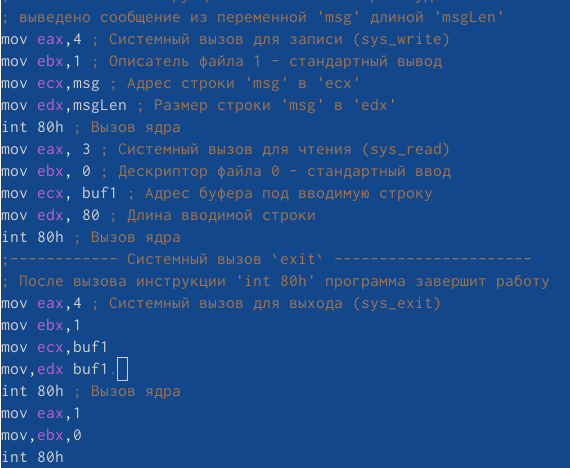 ; выведено сообщение из переменной 'msg' длиной 'msgLen'
mov eax,4 ; Системный вызов для записи (sys_write)
mov ebx,1 ; Описатель файла 1 - стандартный вывод
mov ecx,msg ; Адрес строки 'msg' в 'ecx'
mov edx,msgLen ; Размер строки 'msg' в 'edx'
int 80h ; Вызов ядра
mov eax, 3 ; Системный вызов для чтения (sys_read)
mov ebx, 0 ; Дескриптор файла 0 - стандартный ввод
mov ecx, buf1 ; Адрес буфера под вводимую строку
mov edx, 80 ; Длина вводимой строки
int 80h ; Вызов ядра
;------------ Системный вызов `exit` ----------------------
; После вызова инструкции 'int 80h' программа завершит работу
mov eax,4 ; Системный вызов для выхода (sys_exit)
mov ebx,1
mov ecx,buf1
mov,edx buf1
int 80h ; Вызов ядра
mov eax,1
mov,ebx,0
int 80h